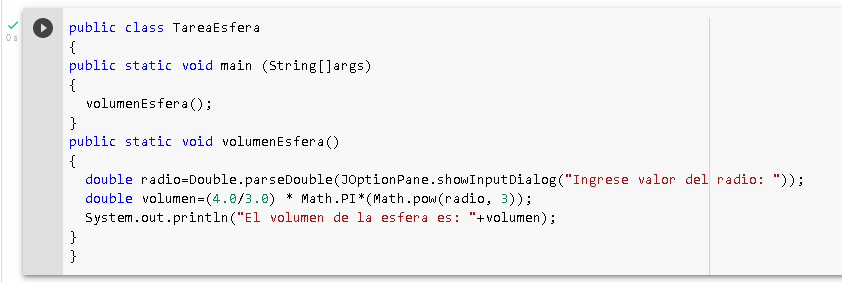 public class TareaEsfera
{
public static void main (String[]args)
{
volumenEsfera();
}
public static void volumenEsfera()
{
double radio=Double.parseDouble(JOptionPane.showInputDialog("Ingrese valor del radio: "));
double volumen=(4.0/3.0) * Math.PI*(Math.pow(radio, 3));
System.out.println("El volumen de la esfera es: "+volumen);
}
}
0s